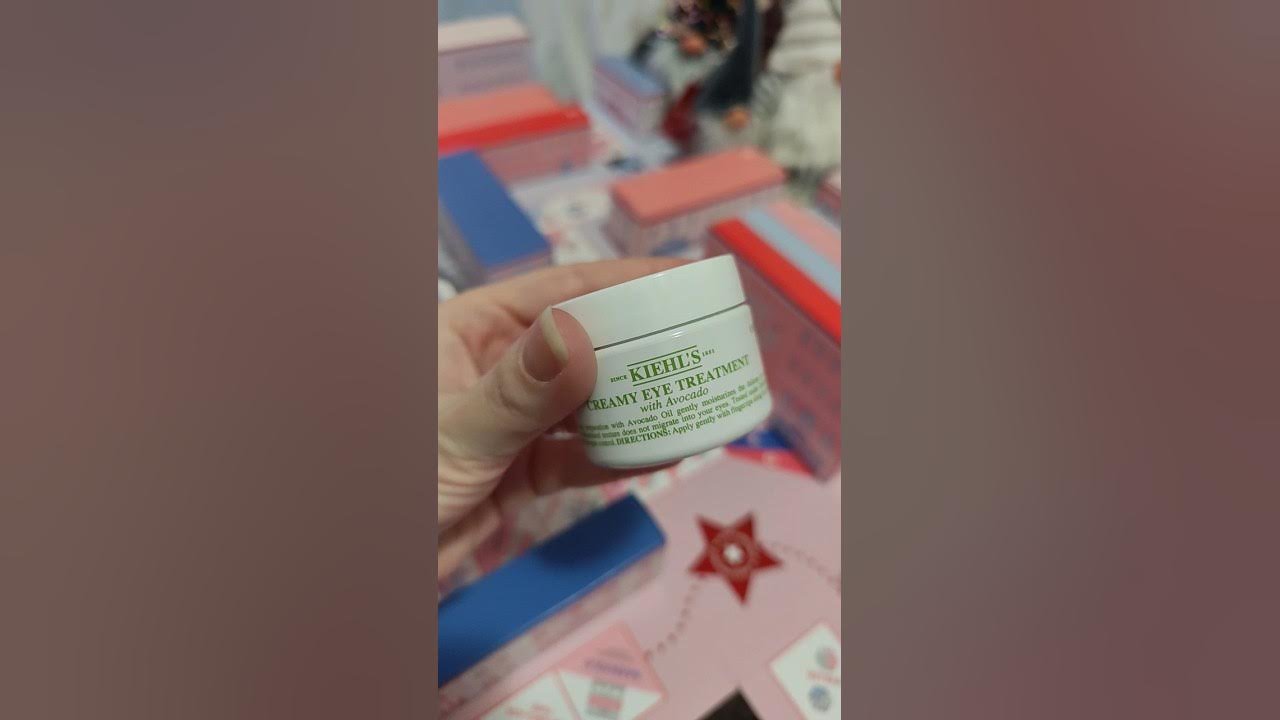 SINCE KIEHL'S 1851
CREAMY EYE TREATMENT
with Avocado
with Avocado Oil gently moisturizes the
texture does not migrate into your eyes.
DIRECTIONS: Apply gently with